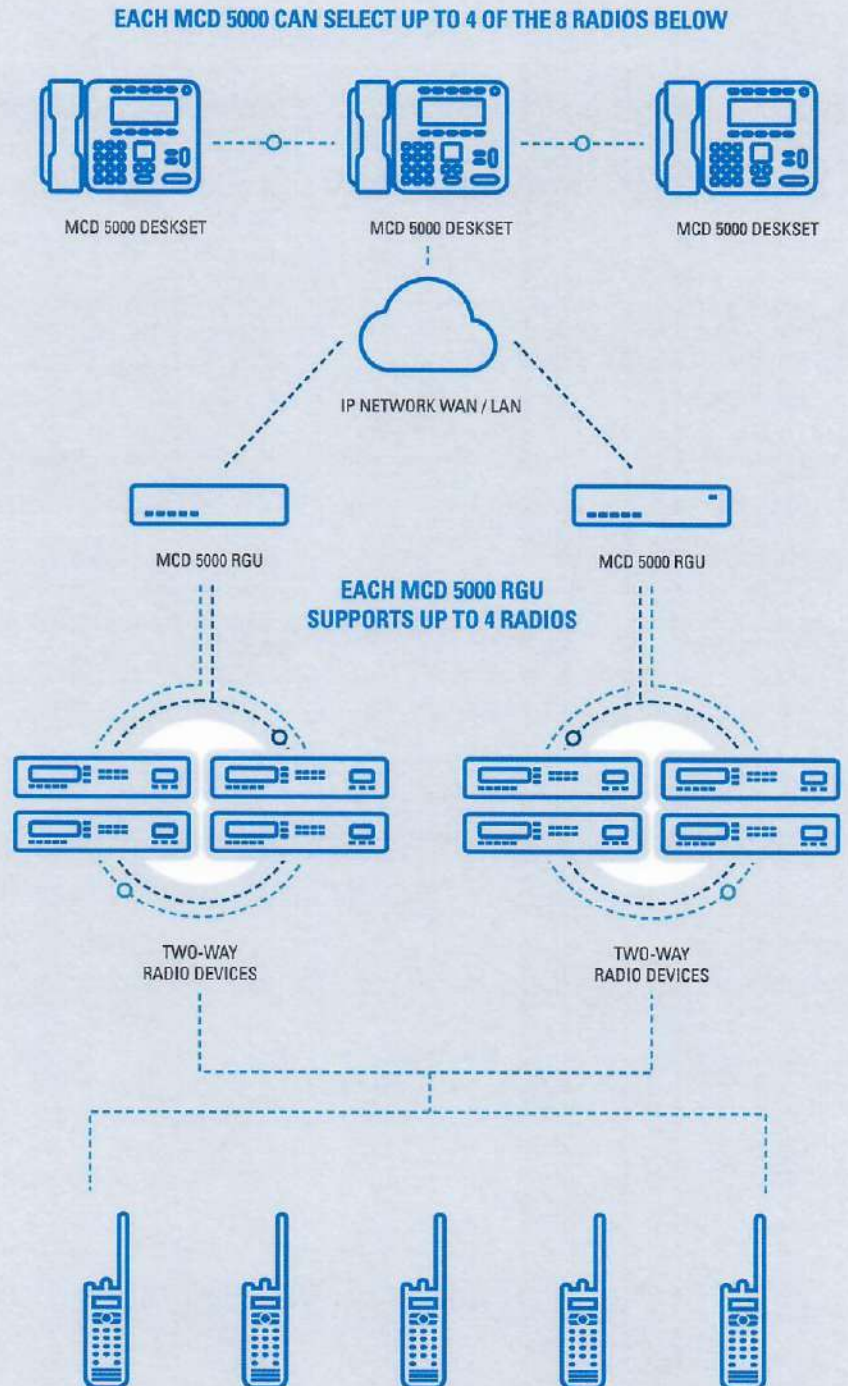 EACH MCD 5000 CAN SELECT UP TO 4 OF THE 8 RADIOS BELOW
MCD 5000 DESKSET
MCD 5000 DESKSET
MCD 5000 DESKSET
IP NETWORK WAN / LAN
MCD 5000 RGU
MCD 5000 RGU
EACH MCD 5000 RGU
SUPPORTS UP TO 4 RADIOS
TWO-WAY
RADIO DEVICES
TWO-WAY
RADIO DEVICES